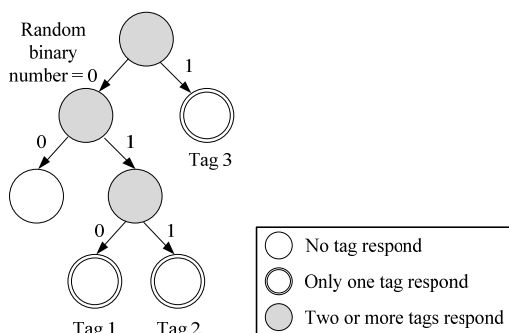 Random
binary
number = 0
1
Tag 3
0
1
0
1
Tag 1
Tag 2
No tag respond
Only one tag respond
Two or more tags respond